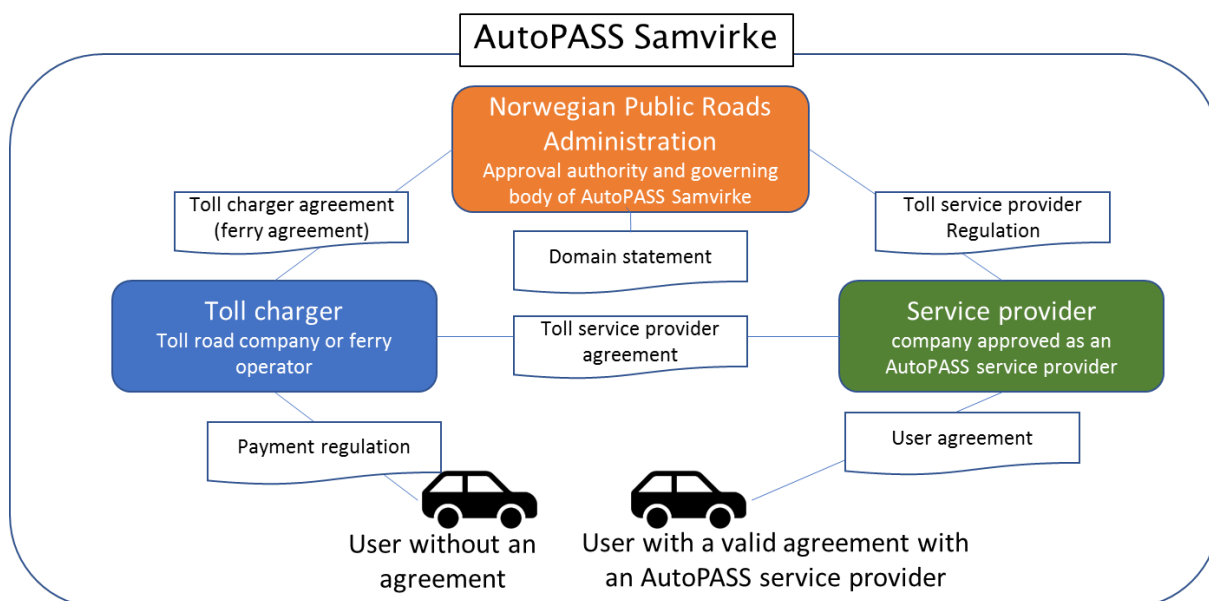 AutoPASS Samvirke
Norwegian Public Roads
Administration
Approval authority and governing
body of AutoPASS Samvirke
Toll charger agreement
(ferry agreement)
Domain statement
Toll service provider
Regulation
Toll charger
Toll road company or ferry
operator
Toll service provider
agreement
Service provider
company approved as an
AutoPASS service provider
Payment regulation
User agreement
User without an
agreement
User with a valid agreement with
an AutoPASS service provider